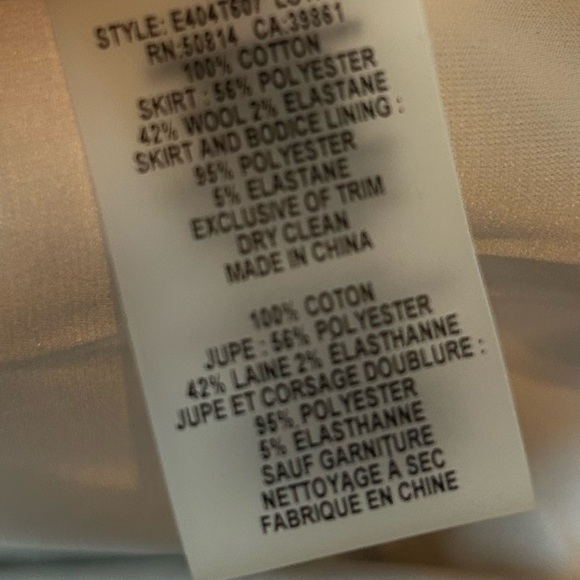 STYLE: E404T607
RN:50814 CA:39861
100% COTTON
SKIRT : 56% POLYESTER
42% WOOL 2% ELASTANE
SKIRT AND BODICE LINING :
95% POLYESTER
5% ELASTANE
EXCLUSIVE OF TRIM
DRY CLEAN
MADE IN CHINA
100% COTON
JUPE : 56% POLYESTER
42% LAINE 2% ÉLASTHANNE
JUPE ET CORSAGE DOUBLURE :
95% POLYESTER
5% ELASTHANNE
SAUF GARNITURE
NETTOYAGE À SEC
FABRIQUE EN CHINE